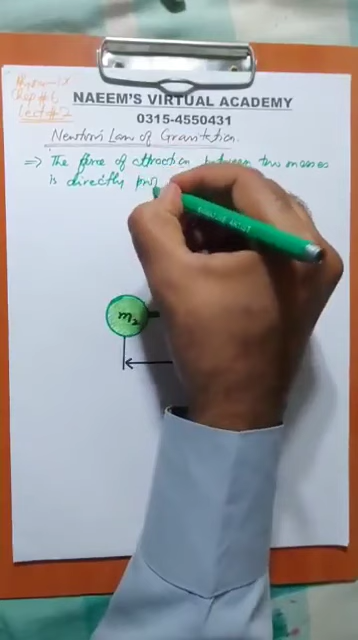 NAEEM'S VIRTUAL ACADEMY
0315-4550431
Newton's Law of Gravitation.
⇒ The force of attraction between two masses
is directly pro
m₂